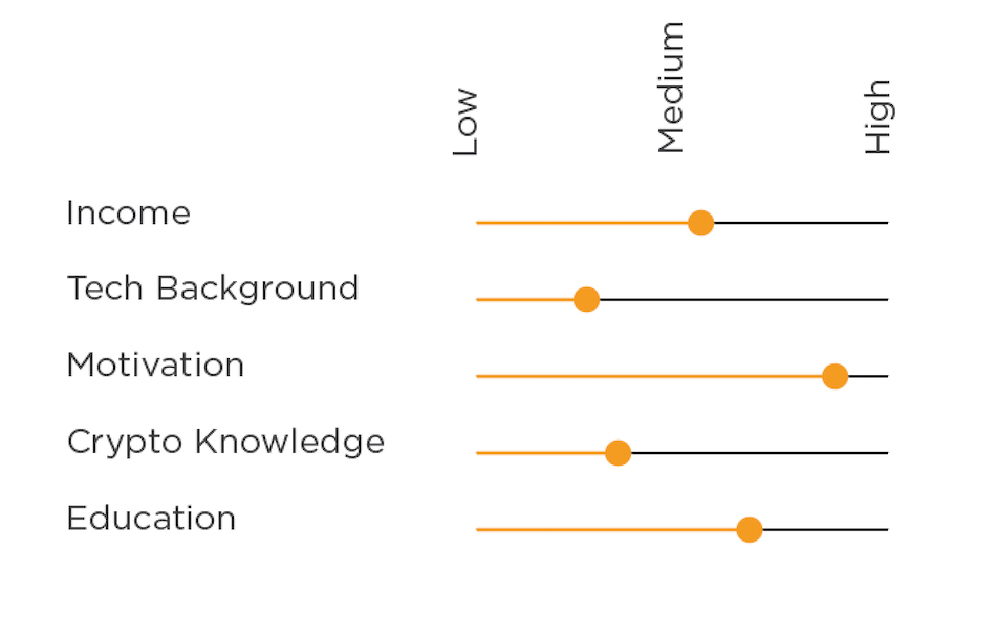 Low
Medium
High
Income
Tech Background
Motivation
Crypto Knowledge
Education